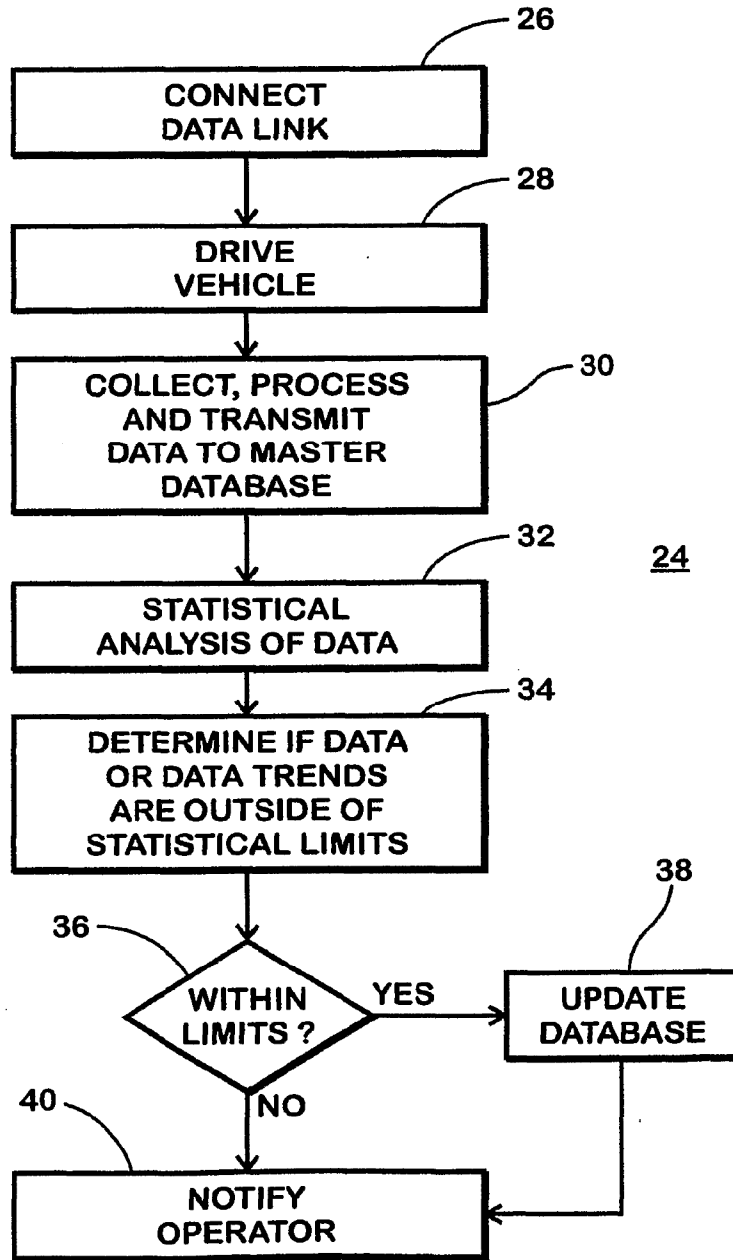 26
CONNECT
DATA LINK
28
DRIVE
VEHICLE
30
COLLECT, PROCESS
AND TRANSMIT
DATA TO MASTER
DATABASE
32
24
STATISTICAL
ANALYSIS OF DATA
34
DETERMINE IF DATA
OR DATA TRENDS
ARE OUTSIDE OF
STATISTICAL LIMITS
36
38
WITHIN
LIMITS ?
YES
UPDATE
DATABASE
NO
40
NOTIFY
OPERATOR